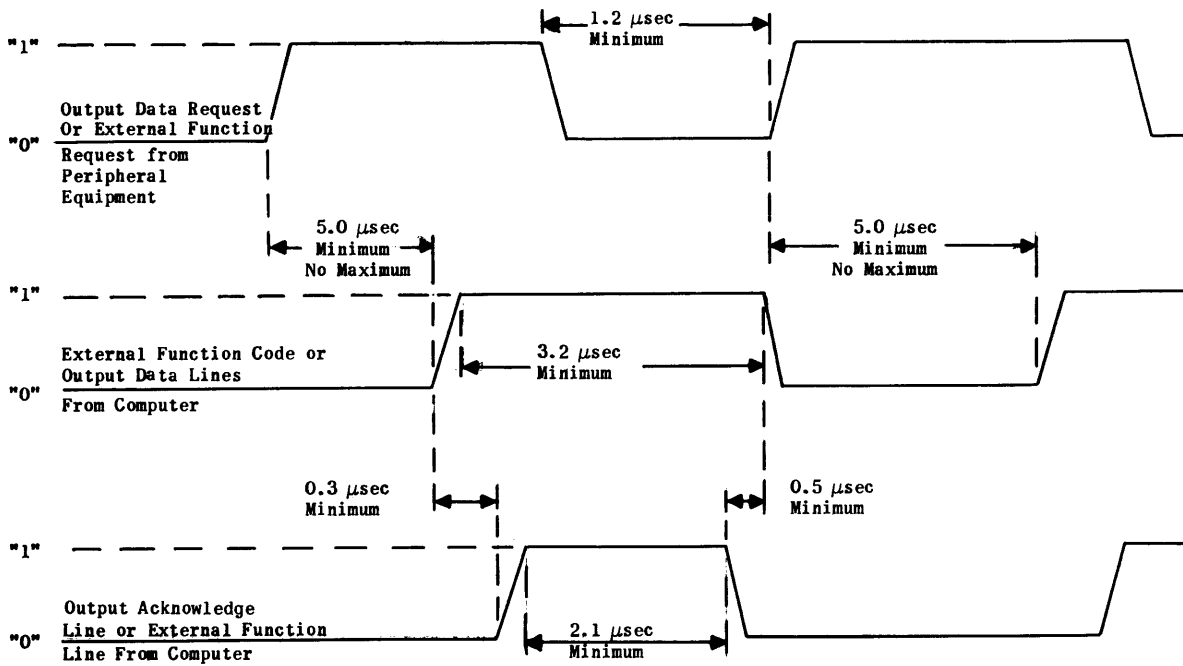 1.2 μsec
Minimum
"1"
Output Data Request
Or External Function
"0"
Request from
Peripheral
Equipment
5.0 μsec
Minimum
No Maximum
5.0 μsec
Minimum
No Maximum
"1"
External Function Code or
Output Data Lines
"0"
From Computer
3.2 μsec
Minimum
0.3 μsec
Minimum
0.5 μsec
Minimum
"1"
Output Acknowledge
Line or External Function
"0"
Line From Computer
2.1 μsec
Minimum